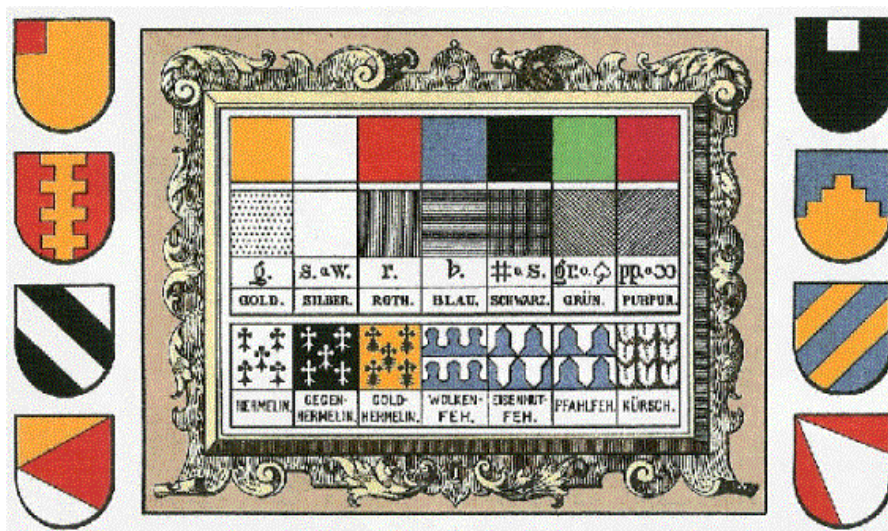 g. s. a w. r. b. # a s. gr. o. ♤ pp. o
GOLD. SILBER. ROTH. BLAU. SCHWARZ. GRÜN. PURPUR.
HERMELIN. GEGEN- GOLD- WOLKEN- EISENHUT- PFAHLFEH. KÜRSCH.
HERMELIN. HERMELIN. FEH. FEH.